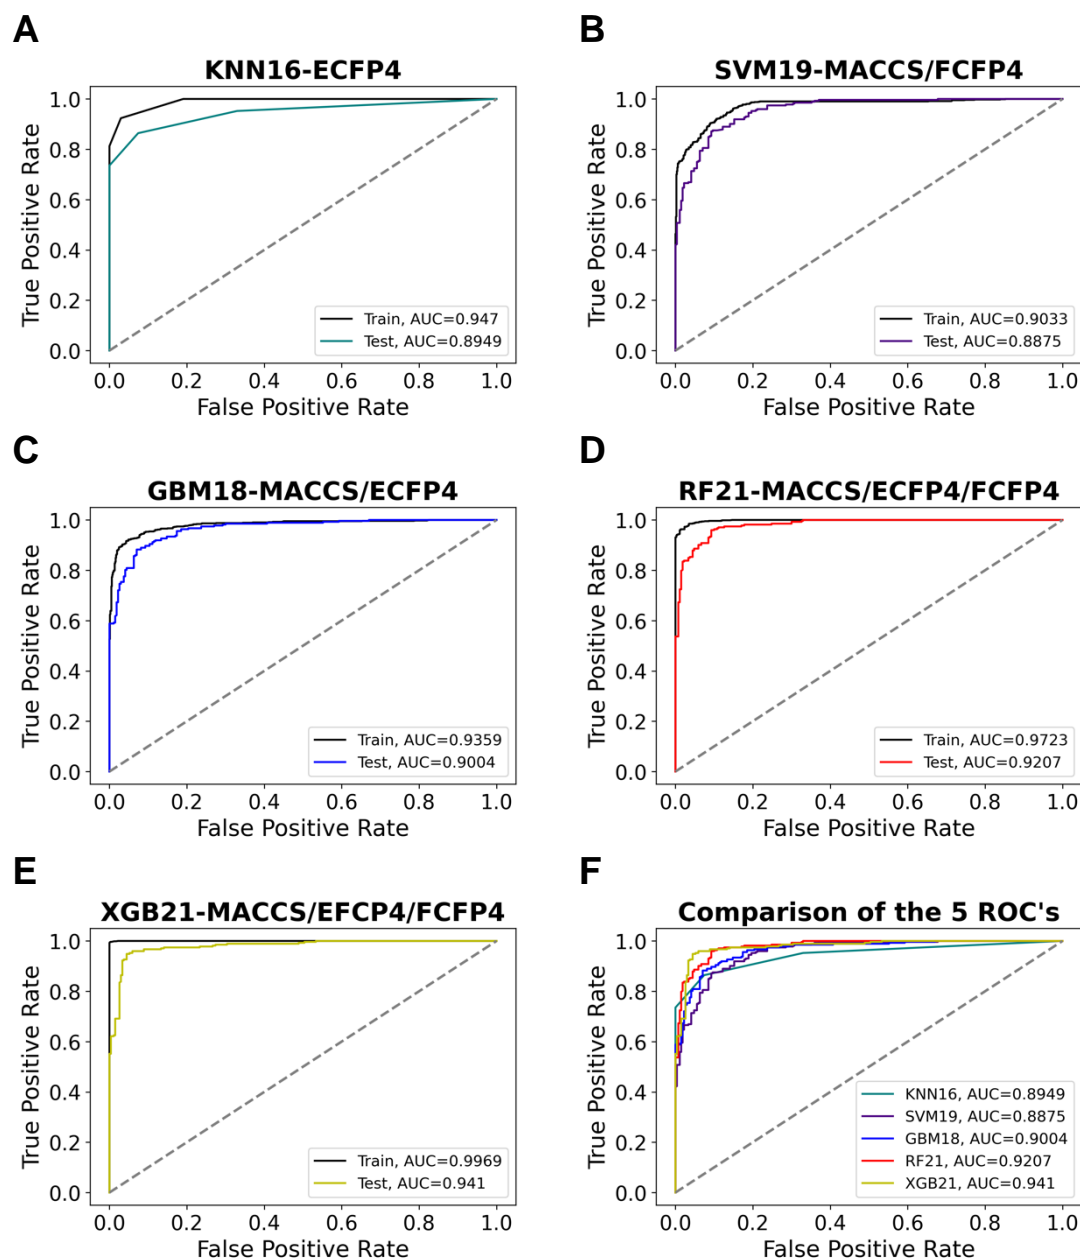 A
KNN16-ECFP4
True Positive Rate
1.0
0.8
0.6
0.4
0.2
0.0
Train, AUC=0.947
Test, AUC=0.8949
0.0 0.2 0.4 0.6 0.8 1.0
False Positive Rate
B
SVM19-MACCS/FCFP4
True Positive Rate
1.0
0.8
0.6
0.4
0.2
0.0
Train, AUC=0.9033
Test, AUC=0.8875
0.0 0.2 0.4 0.6 0.8 1.0
False Positive Rate
C
GBM18-MACCS/ECFP4
True Positive Rate
1.0
0.8
0.6
0.4
0.2
0.0
Train, AUC=0.9359
Test, AUC=0.9004
0.0 0.2 0.4 0.6 0.8 1.0
False Positive Rate
D
RF21-MACCS/ECFP4/FCFP4
True Positive Rate
1.0
0.8
0.6
0.4
0.2
0.0
Train, AUC=0.9723
Test, AUC=0.9207
0.0 0.2 0.4 0.6 0.8 1.0
False Positive Rate
E
XGB21-MACCS/EFCP4/FCFP4
True Positive Rate
1.0
0.8
0.6
0.4
0.2
0.0
Train, AUC=0.9969
Test, AUC=0.941
0.0 0.2 0.4 0.6 0.8 1.0
False Positive Rate
F
Comparison of the 5 ROC's
True Positive Rate
1.0
0.8
0.6
0.4
0.2
0.0
KNN16, AUC=0.8949
SVM19, AUC=0.8875
GBM18, AUC=0.9004
RF21, AUC=0.9207
XGB21, AUC=0.941
0.0 0.2 0.4 0.6 0.8 1.0
False Positive Rate